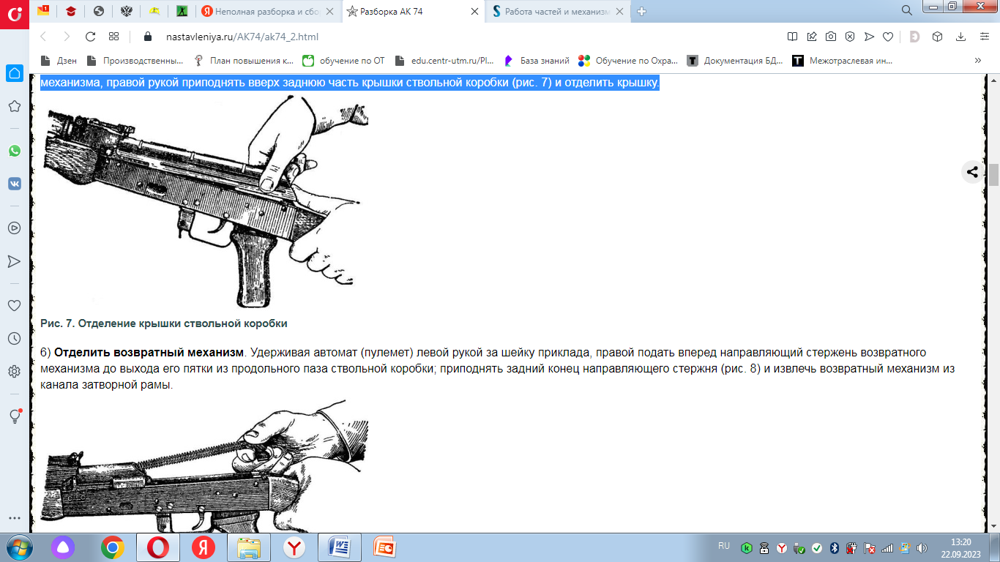 Неполная разборка и сбор
Разборка АК 74
Работа частей и механизм
nastavleniya.ru/AK74/ak74_2.html
Дзен
Производственны...
План повышения к...
обучение по ОТ
edu.centr-utm.ru/Pl...
База знаний
Обучение по Охра...
Документация БД...
Межотраслевая ин...
»
механизма, правой рукой приподнять вверх заднюю часть крышки ствольной коробки (рис. 7) и отделить крышку.
Рис. 7. Отделение крышки ствольной коробки
6) Отделить возвратный механизм. Удерживая автомат (пулемет) левой рукой за шейку приклада, правой подать вперед направляющий стержень возвратного
механизма до выхода его пятки из продольного паза ствольной коробки; приподнять задний конец направляющего стержня (рис. 8) и извлечь возвратный механизм из
канала затворной рамы.
RU
13:20
22.09.2023